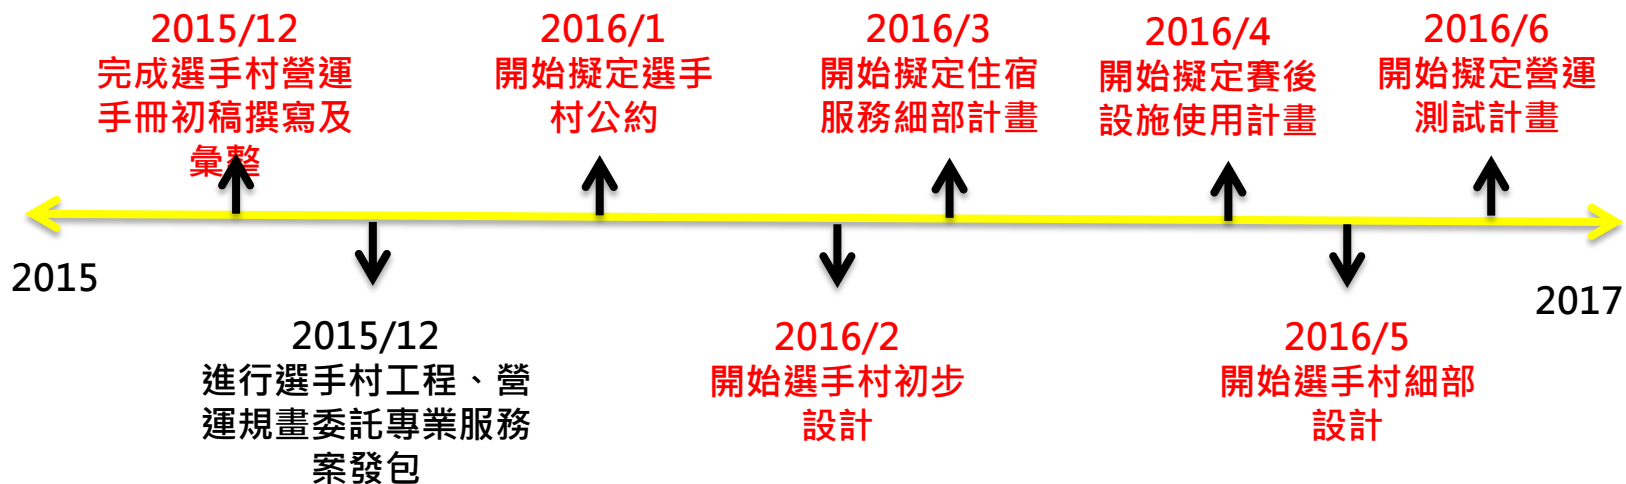 2015/12
完成選手村營運
手冊初稿撰寫及
彙整
2016/1
開始擬定選手
村公約
2016/3
開始擬定住宿
服務細部計畫
2016/4
開始擬定賽後
設施使用計畫
2016/6
開始擬定營運
測試計畫
2015
2017
2015/12
進行選手村工程、營
運規畫委託專業服務
案發包
2016/2
開始選手村初步
設計
2016/5
開始選手村細部
設計